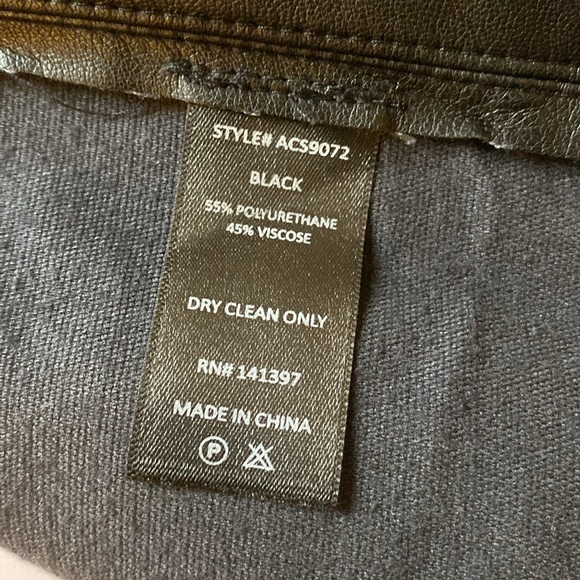 STYLE# ACS9072
BLACK
55% POLYURETHANE
45% VISCOSE
DRY CLEAN ONLY
RN# 141397
MADE IN CHINA
P